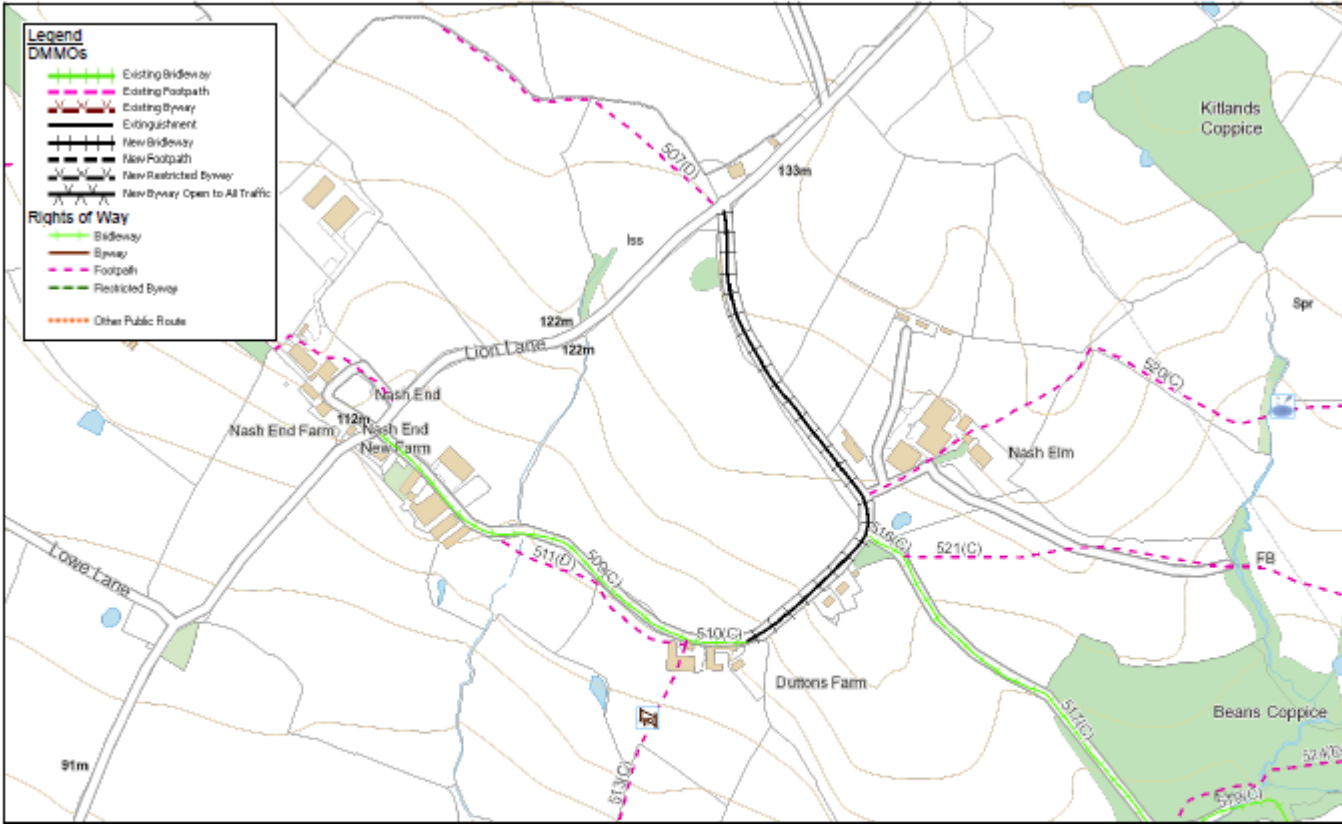 Legend
DMMOs
Existing Bridleway
Existing Footpath
Existing Byway
Extinguishment
New Bridleway
New Footpath
New Restricted Byway
New Byway Open to All Traffic
Rights of Way
Bridleway
Byway
Footpath
Restricted Byway
Other Public Route
Kitlands
Coppice
507(D)
133m
Iss
Spr
122m
Lion Lane
122m
520(C)
Nash End
112m
Nash End Farm
Nash End
New Farm
Nash Elm
516(C)
521(C)
FB
511(D)
509(C)
Lowe Lane
510(C)
Duttons Farm
517(C)
Beans Coppice
91m
513(C)